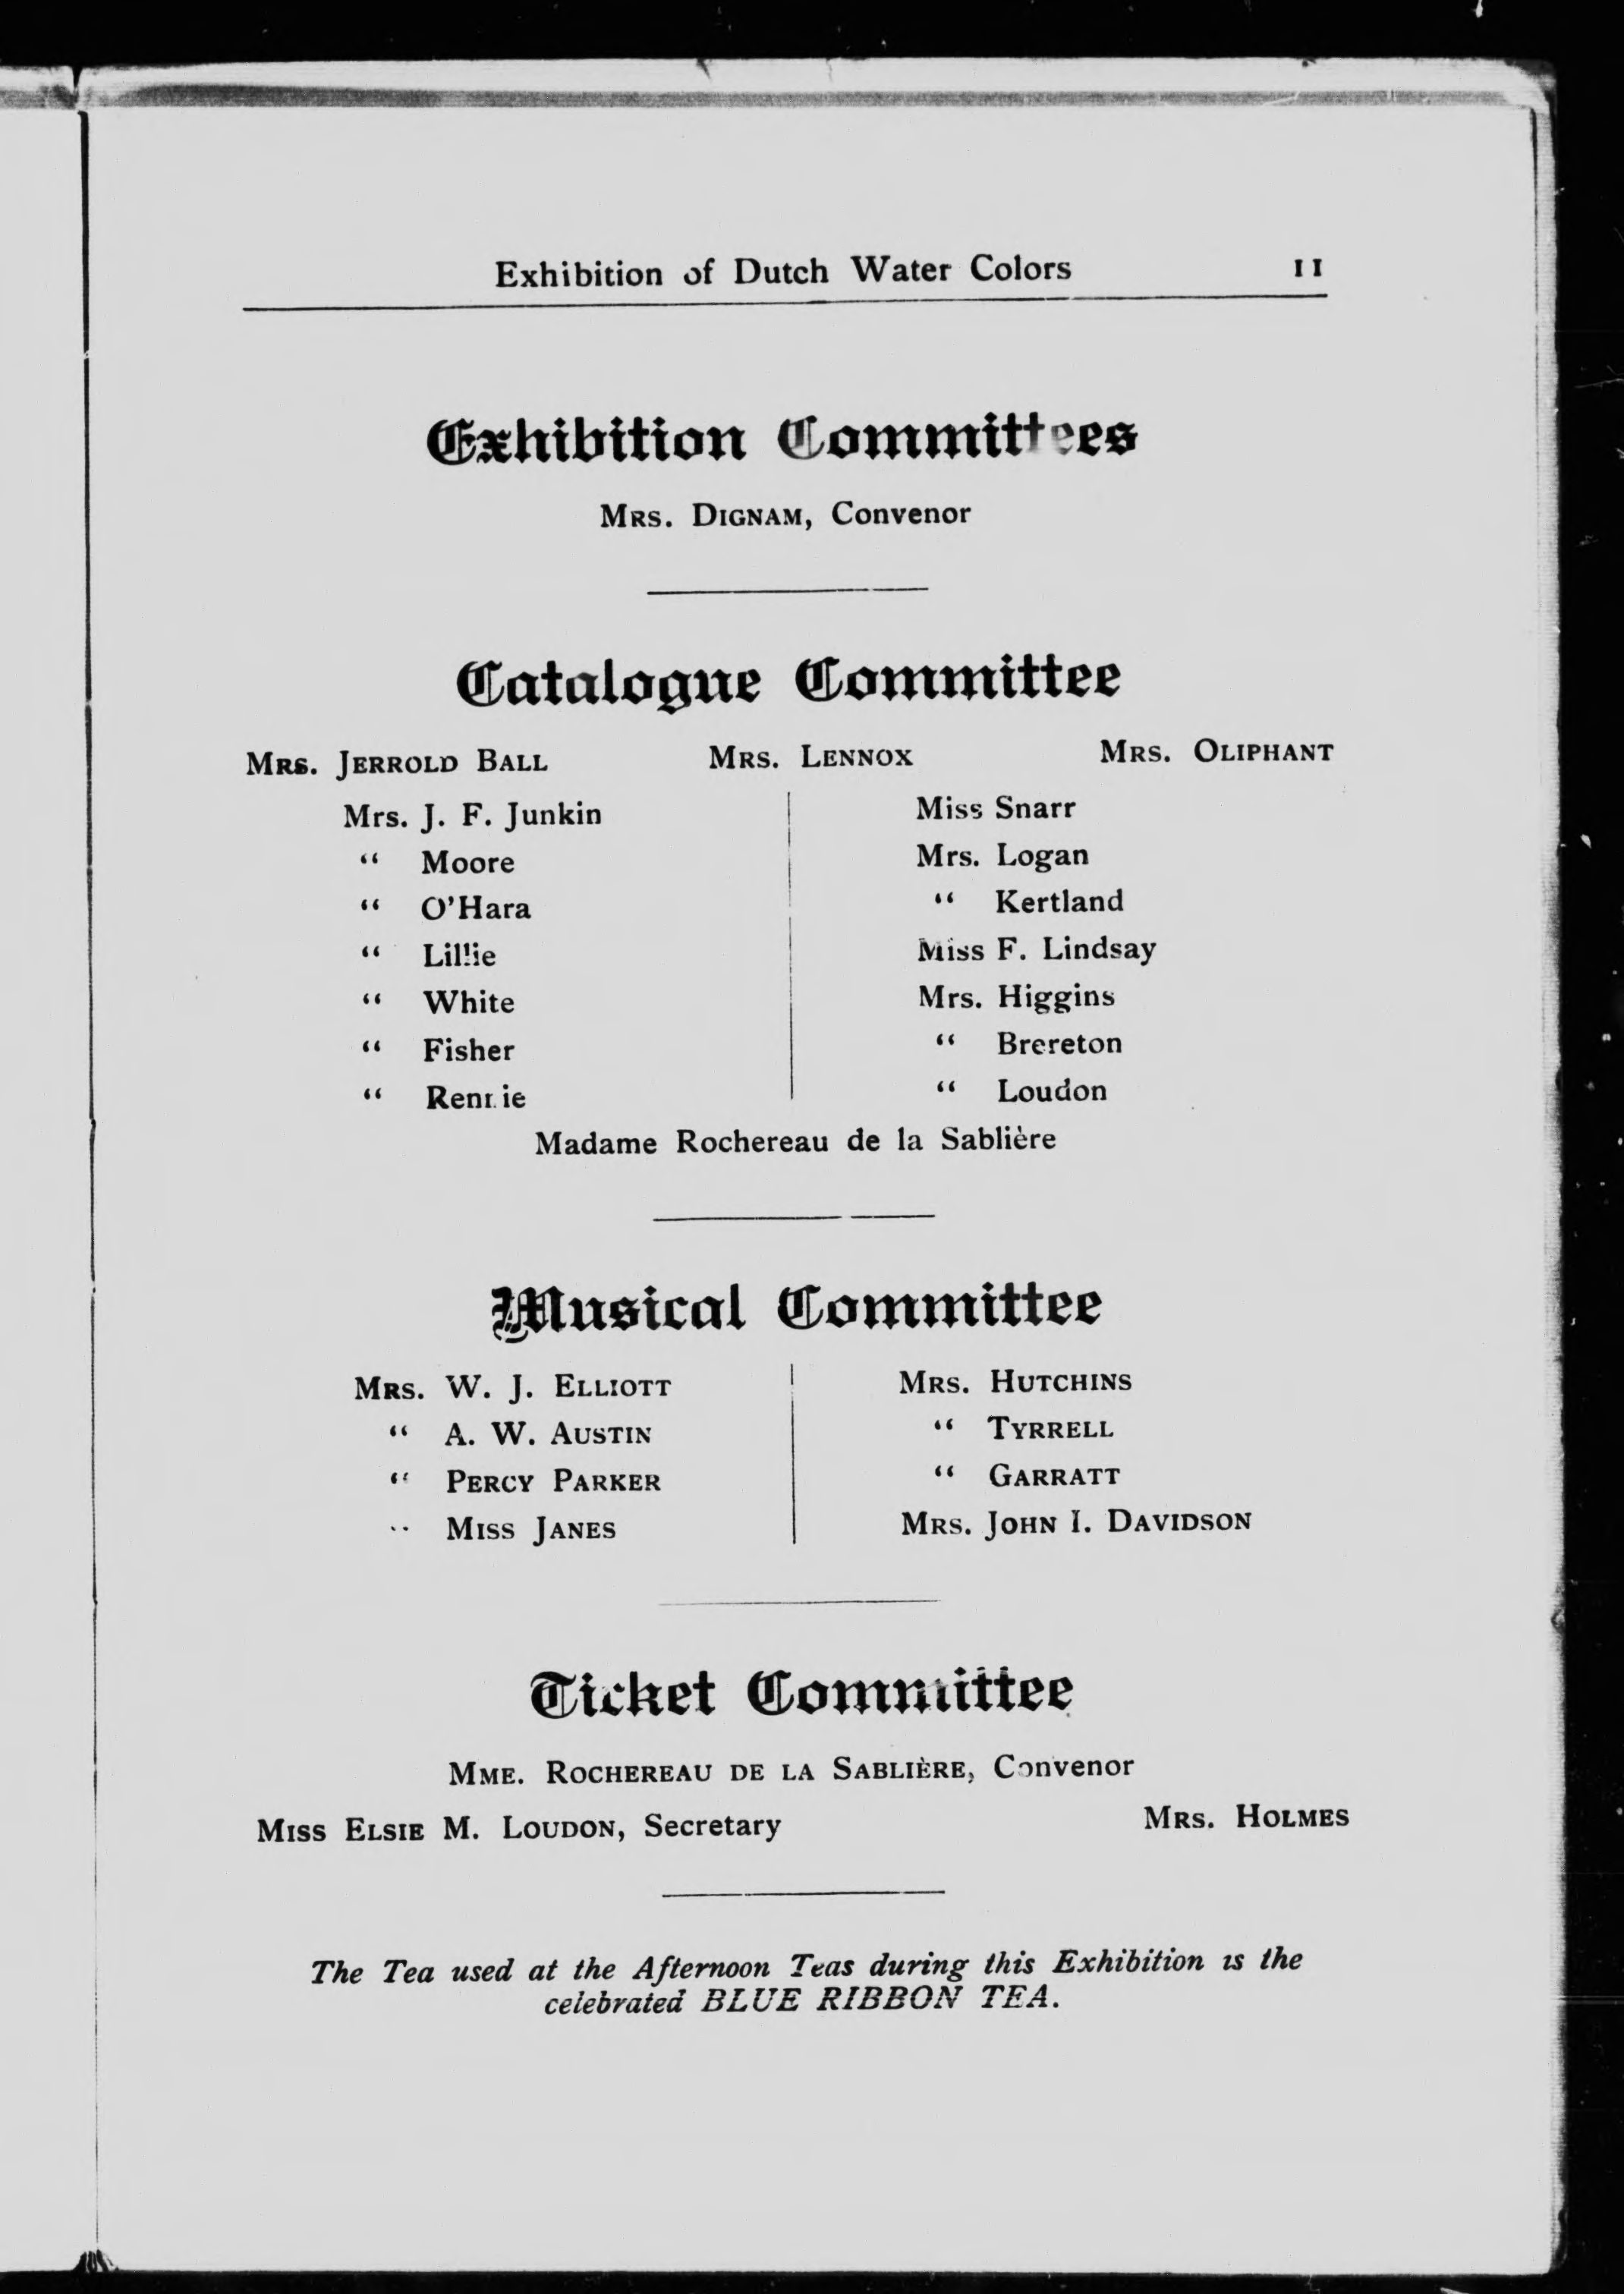 Exhibition of Dutch Water Colors 11
Exhibition Committees
MRS. DIGNAM, Convenor
Catalogue Committee
MRS. JERROLD BALL MRS. LENNOX MRS. OLIPHANT
Mrs. J. F. Junkin Miss Snarr
“ Moore Mrs. Logan
“ O'Hara “ Kertland
“ Lillie Miss F. Lindsay
“ White Mrs. Higgins
“ Fisher “ Brereton
“ Rennie “ Loudon
Madame Rochereau de la Sablière
Musical Committee
MRS. W. J. ELLIOTT MRS. HUTCHINS
“ A. W. AUSTIN “ TYRRELL
“ PERCY PARKER “ GARRATT
“ MISS JANES MRS. JOHN I. DAVIDSON
Ticket Committee
MME. ROCHEREAU DE LA SABLIÈRE, Convenor
MISS ELSIE M. LOUDON, Secretary MRS. HOLMES
The Tea used at the Afternoon Teas during this Exhibition is the
celebrated BLUE RIBBON TEA.